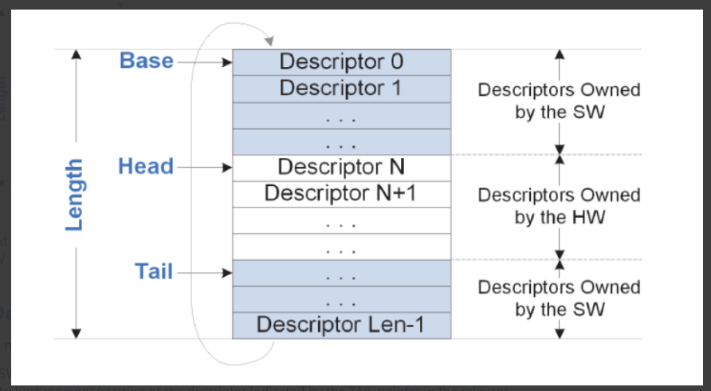 Base
Descriptor 0
Descriptor 1
. . .
. . .
Head
Descriptor N
Descriptor N+1
. . .
. . .
Tail
. . .
. . .
Descriptor Len-1
Length
Descriptors Owned
by the SW
Descriptors Owned
by the HW
Descriptors Owned
by the SW